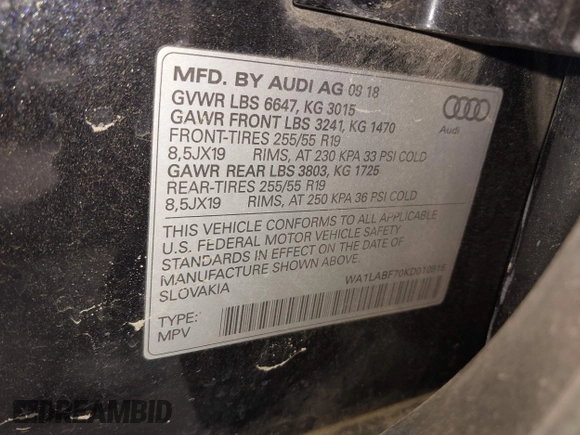 MFD. BY AUDI AG 09 18
GVWR LBS 6647, KG 3015
GAWR FRONT LBS 3241, KG 1470
FRONT-TIRES 255/55 R19
8,5JX19 RIMS, AT 230 KPA 33 PSI COLD
GAWR REAR LBS 3803, KG 1725
REAR-TIRES 255/55 R19
8,5JX19 RIMS, AT 250 KPA 36 PSI COLD
THIS VEHICLE CONFORMS TO ALL APPLICABLE
U.S. FEDERAL MOTOR VEHICLE SAFETY
STANDARDS IN EFFECT ON THE DATE OF
MANUFACTURE SHOWN ABOVE.
SLOVAKIA
TYPE:
MPV
Audi
DREAMBID